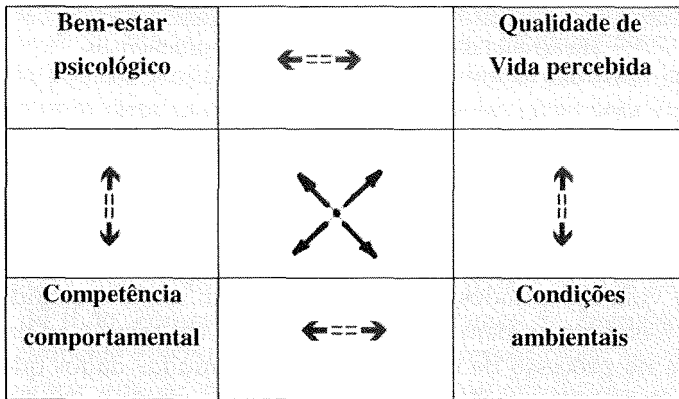 Bem-estar
psicológico
Qualidade de
Vida percebida
Competência
comportamental
Condições
ambientais